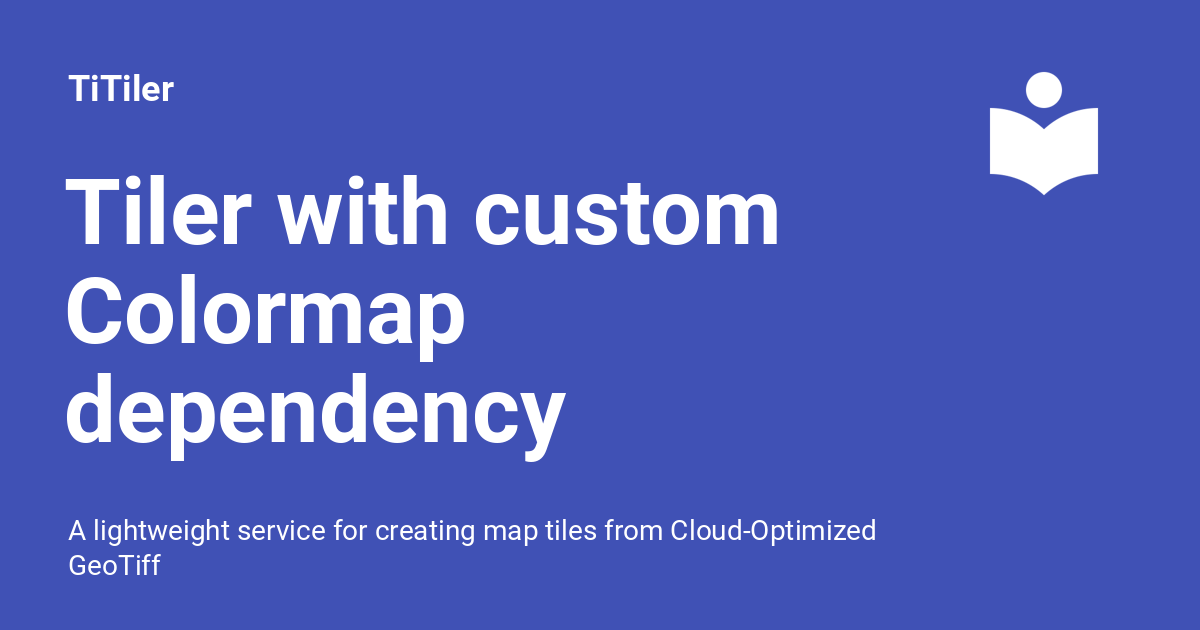 TiTiler
Tiler with custom
Colormap
dependency
A lightweight service for creating map tiles from Cloud-Optimized
GeoTiff